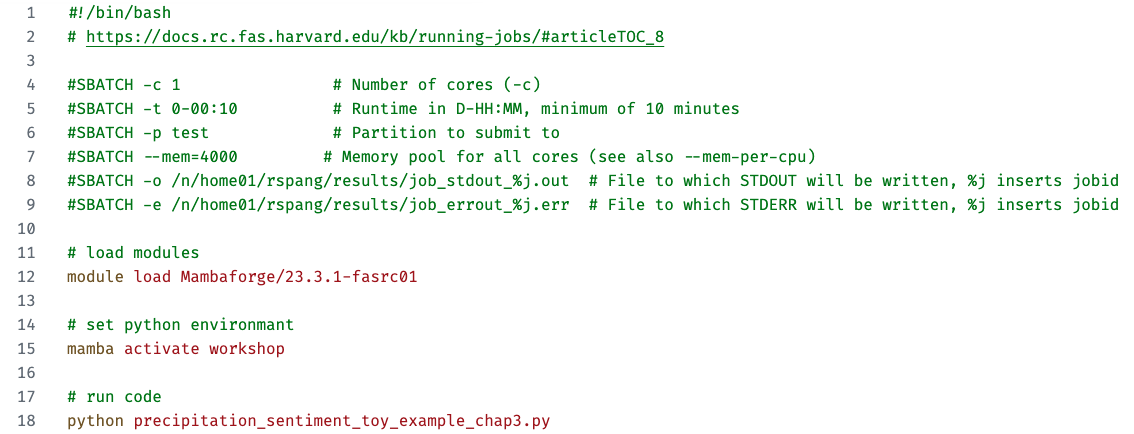 1 #!/bin/bash
2 # https://docs.rc.fas.harvard.edu/kb/running-jobs/#articleTOC_8
3
4 #SBATCH -c 1                # Number of cores (-c)
5 #SBATCH -t 0-00:10          # Runtime in D-HH:MM, minimum of 10 minutes
6 #SBATCH -p test             # Partition to submit to
7 #SBATCH --mem=4000         # Memory pool for all cores (see also --mem-per-cpu)
8 #SBATCH -o /n/home01/rspang/results/job_stdout_%j.out  # File to which STDOUT will be written, %j inserts jobid
9 #SBATCH -e /n/home01/rspang/results/job_errout_%j.err  # File to which STDERR will be written, %j inserts jobid
10
11 # load modules
12 module load Mambaforge/23.3.1-fasrc01
13
14 # set python environmant
15 mamba activate workshop
16
17 # run code
18 python precipitation_sentiment_toy_example_chap3.py